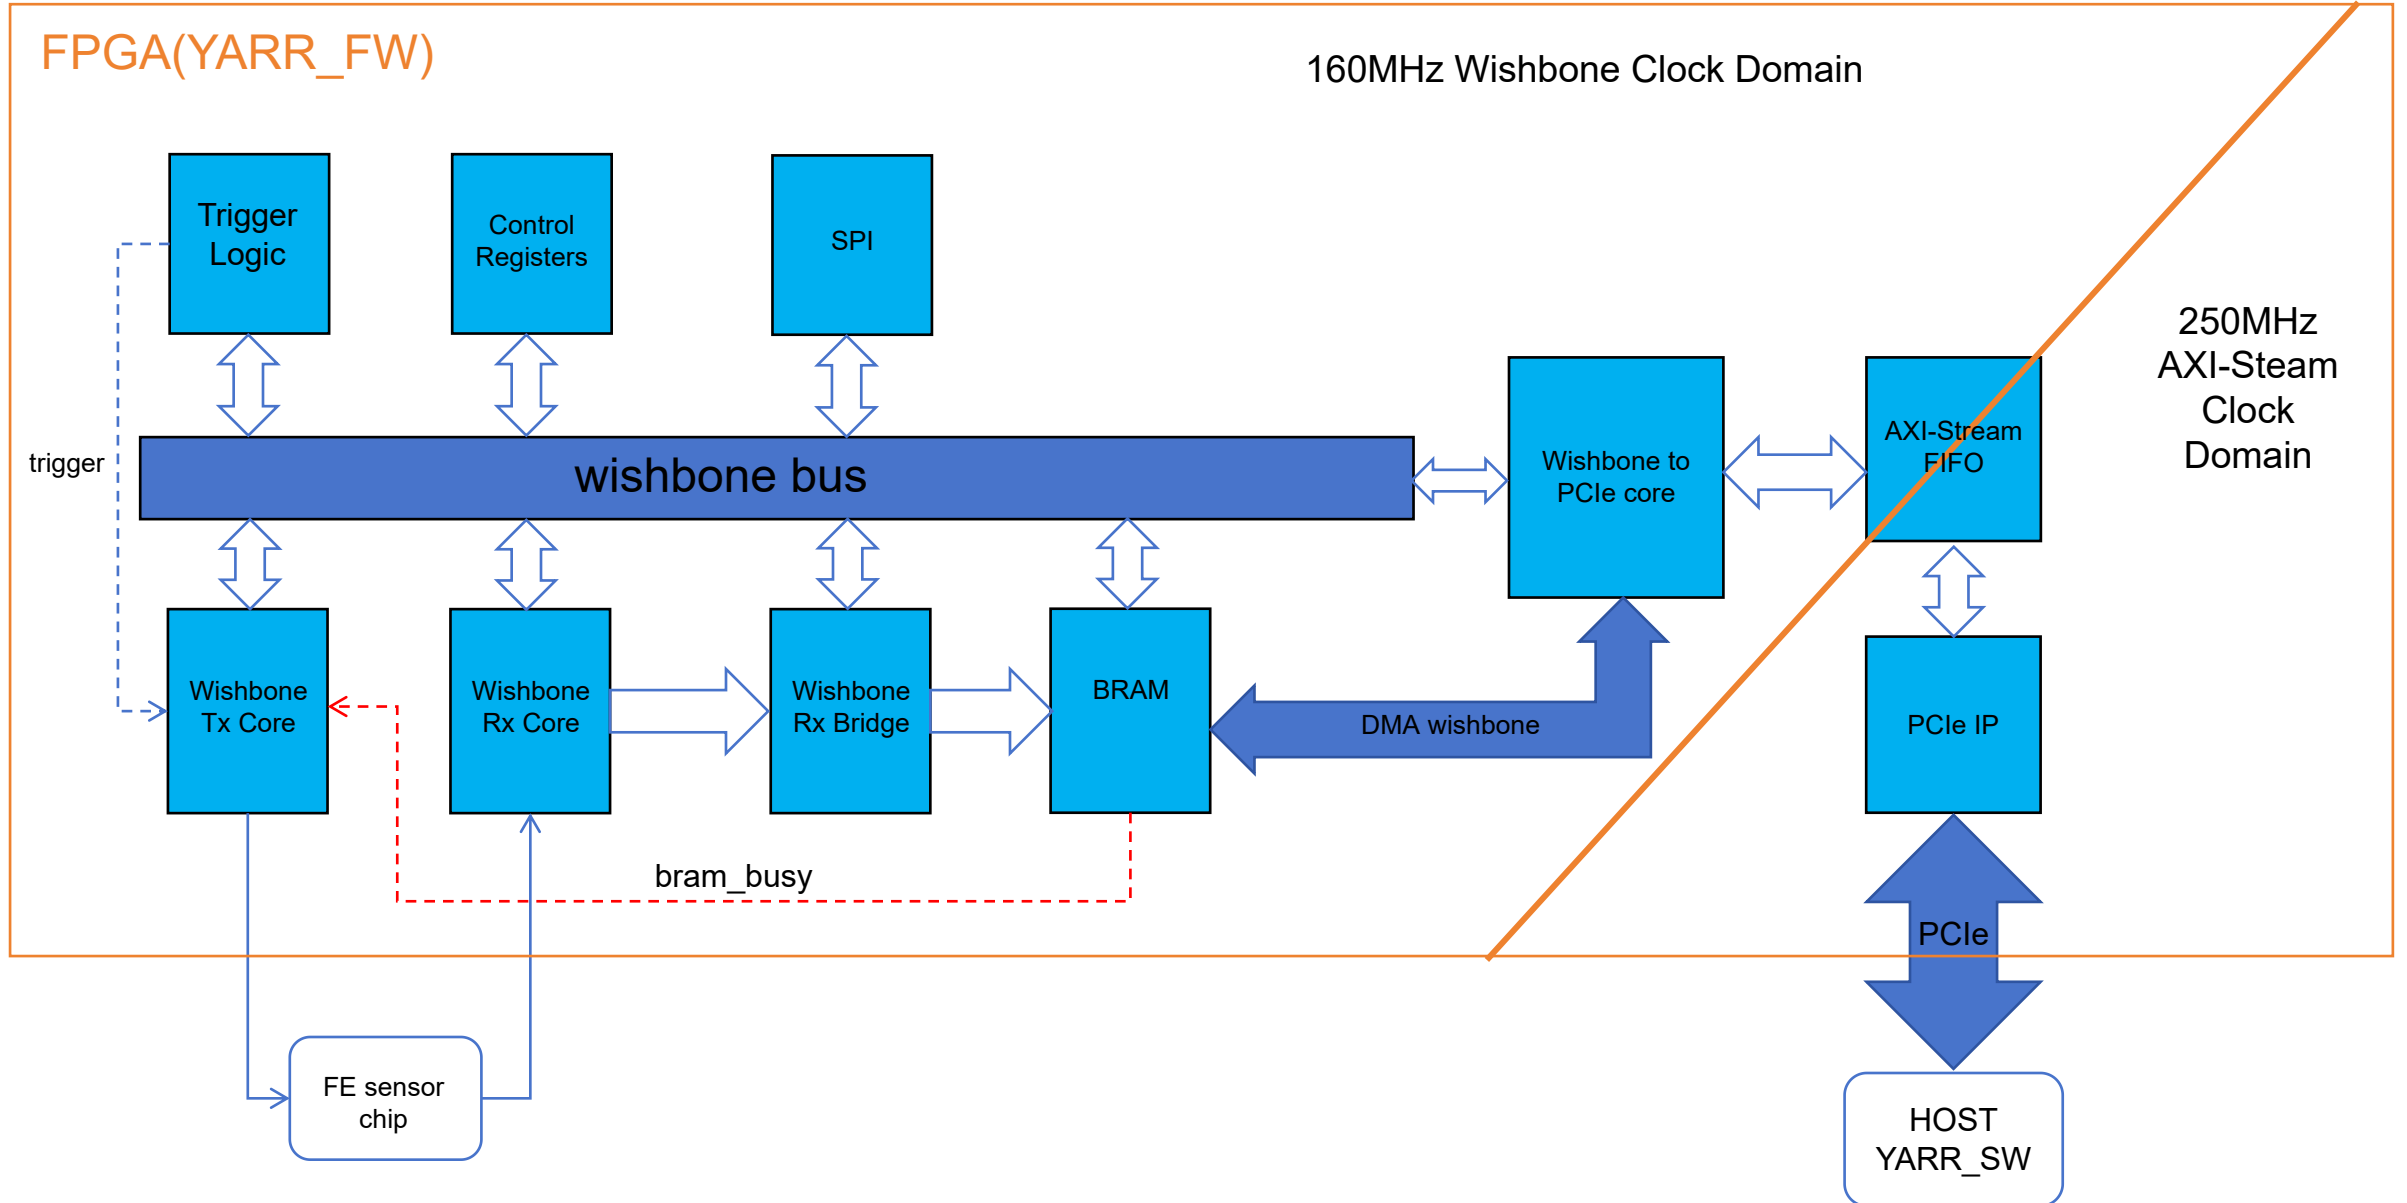 FPGA(YARR_FW)
160MHz Wishbone Clock Domain
Trigger
Logic
Control
Registers
SPI
250MHz
AXI-Steam
Clock
Domain
trigger
wishbone bus
Wishbone to
PCIe core
AXI-Stream
FIFO
Wishbone
Tx Core
Wishbone
Rx Core
Wishbone
Rx Bridge
BRAM
DMA wishbone
PCIe IP
bram_busy
PCIe
FE sensor
chip
HOST
YARR_SW